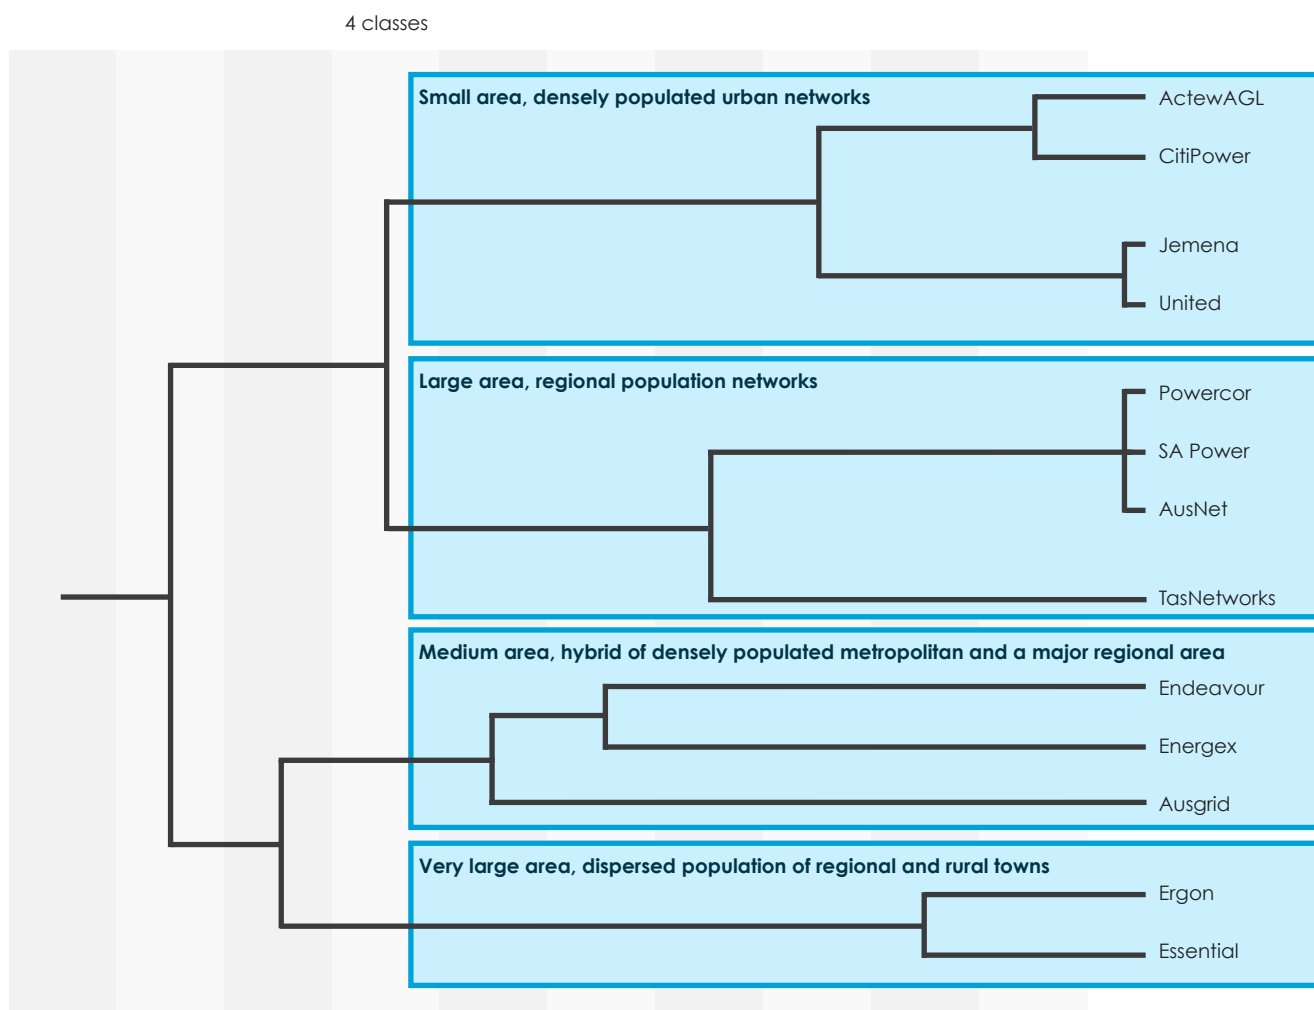 4 classes
Small area, densely populated urban networks
ActewAGL
CitiPower
Jemena
United
Large area, regional population networks
Powercor
SA Power
AusNet
TasNetworks
Medium area, hybrid of densely populated metropolitan and a major regional area
Endeavour
Energex
Ausgrid
Very large area, dispersed population of regional and rural towns
Ergon
Essential